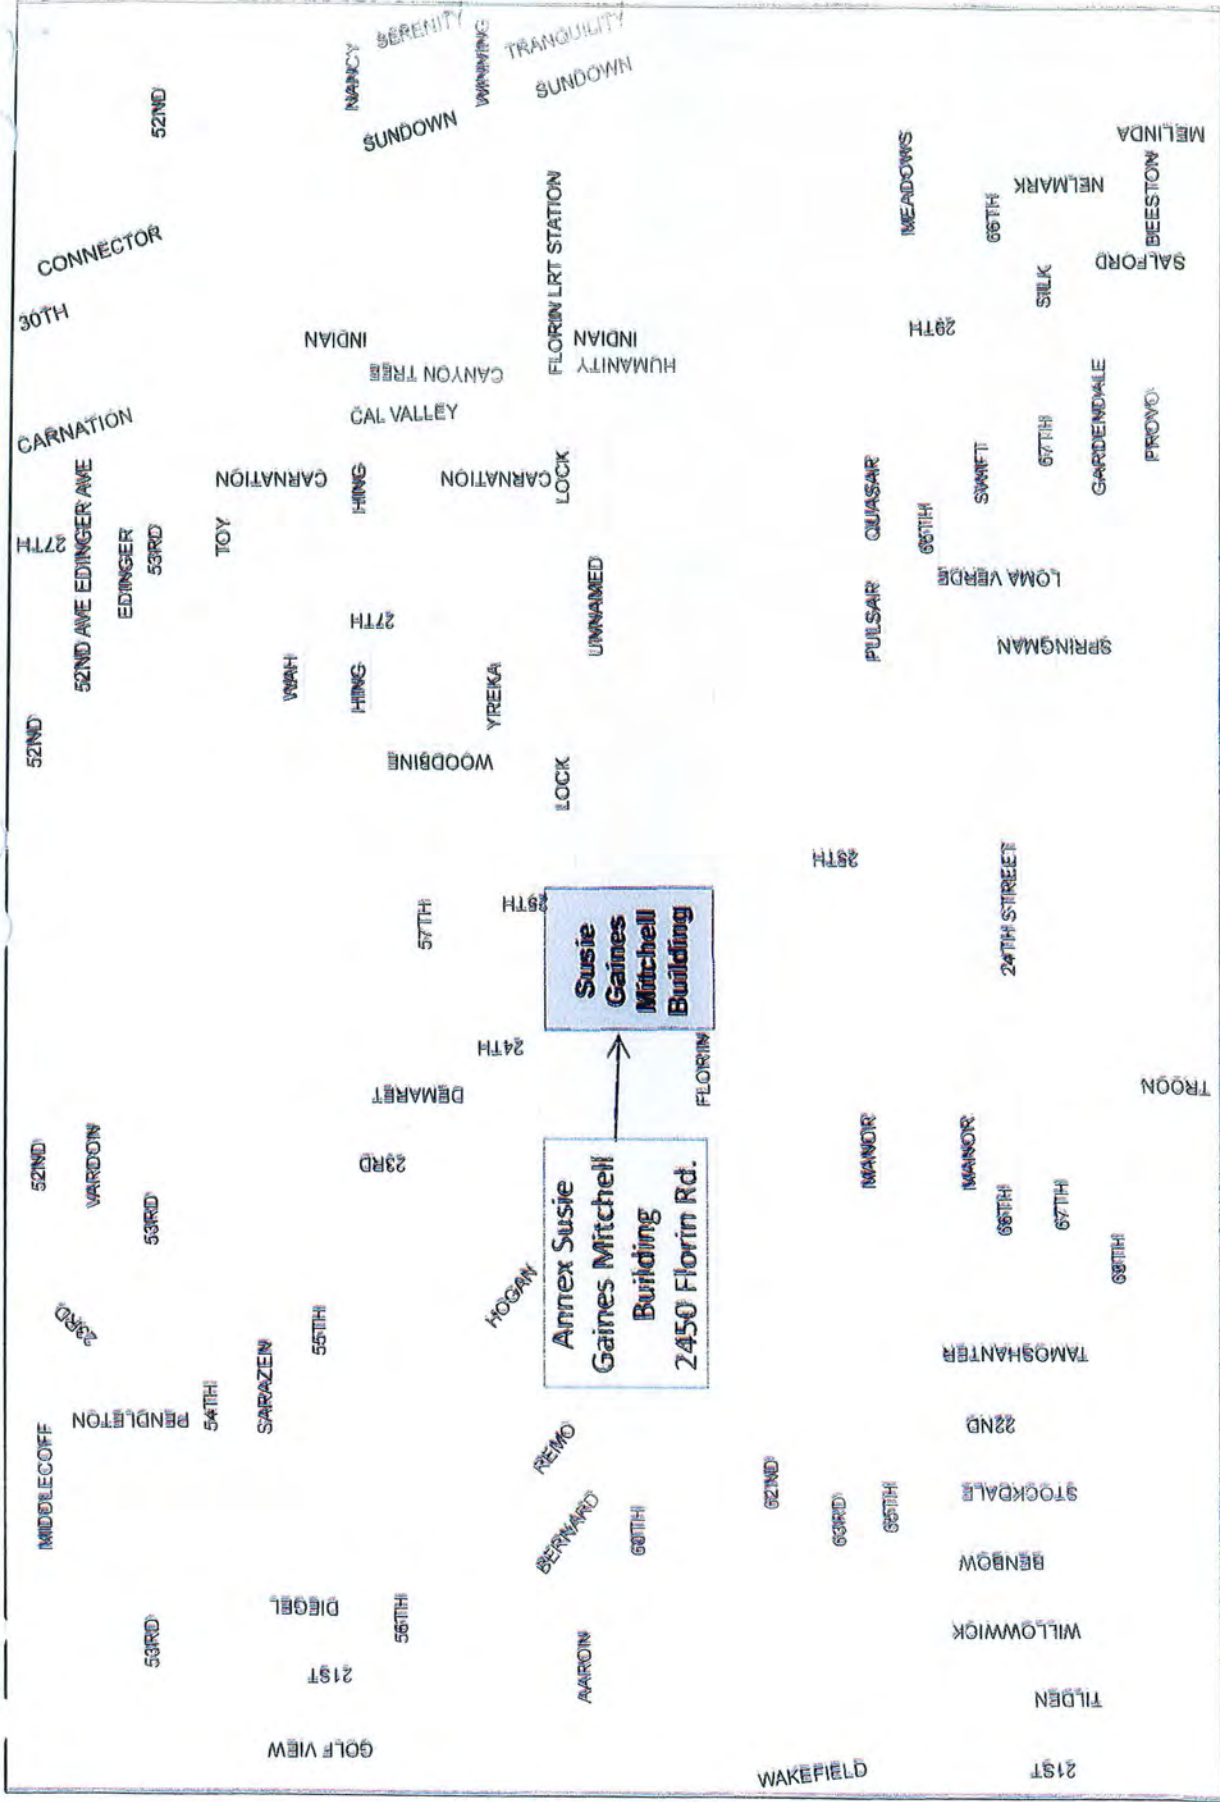 MIDDLECOFF
52ND
52ND
27TH
30TH
23RD
VARDON
52ND AVE EDINGER AVE
CARNATION
CONNECTOR
PENDLETON
EDINGER
53RD
53RD
53RD
52ND
54TH
TOY
SARAZEN
CARNATION
WAH
GOLF VIEW
DIEGEL
21ST
55TH
INDIAN
HING
HING
27TH
NANCY
23RD
CAL VALLEY
56TH
DEMARET
57TH
SUNDOWN
SERENITY
CANYON TREE
WOODBINE
WINNING
YREKA
CARNATION
24TH
25TH
HOGAN
REMO
LOCK
LOCK
FLORIN LRT STATION
TRANQUILITY
SUNDOWN
BERNARD
AARON
UNNAMED
INDIAN
HUMANITY
60TH
Annex Susie
Gaines Mitchell
Building
2450 Florin Rd.
Susie
Gaines
Mitchell
Building
FLORIN
62ND
WAKEFIELD
63RD
25TH
MANOR
PULSAR
QUASAR
65TH
MEADOWS
66TH
29TH
MANOR
SWIFT
66TH
24TH STREET
66TH
LOMA VERDE
TAMOSHANTER
22ND
STOCKDALE
BENBOW
WILLOWWICK
TILDEN
21ST
67TH
67TH
SILK
SPRINGMAN
NELMARK
GARDENDALE
68TH
SALFORD
PROVO
BEESTON
TROON
MELINDA